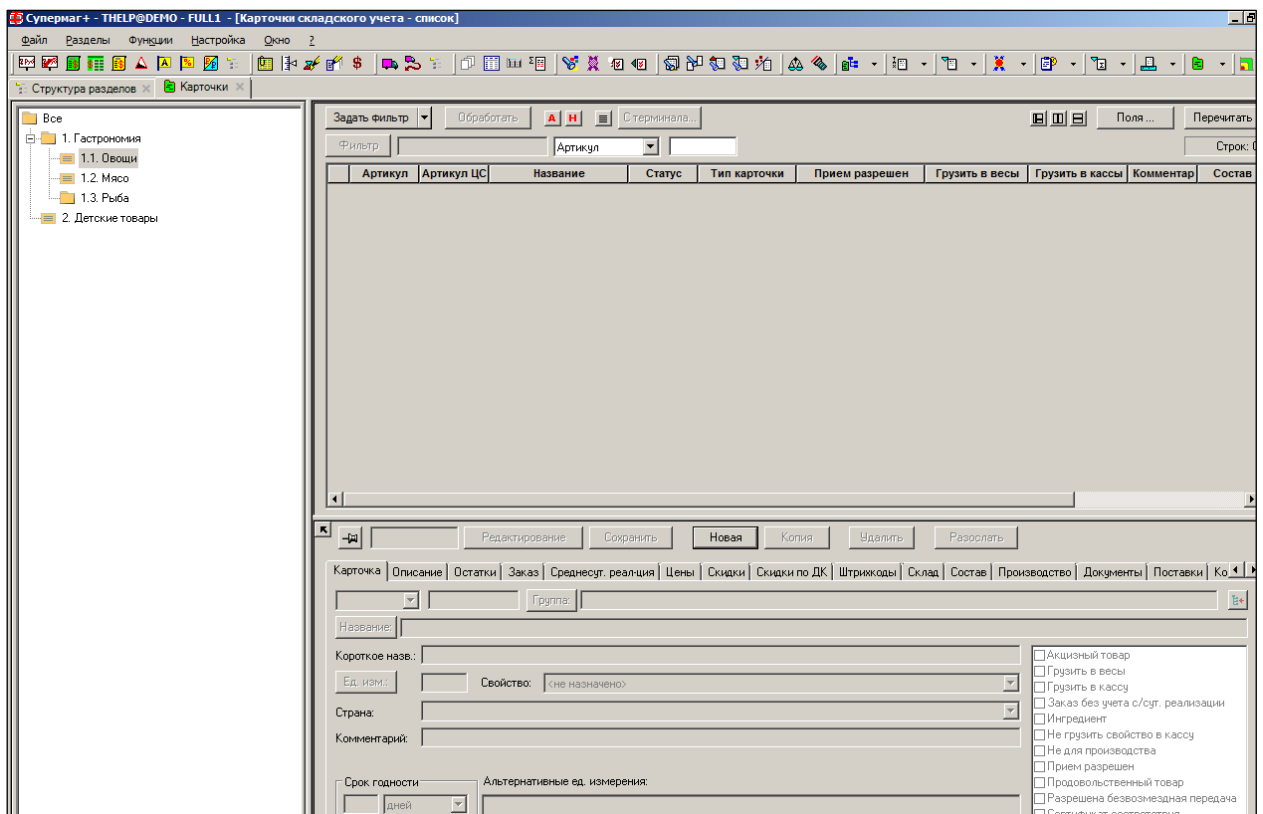 Супермаг+ - THELP@DEMO - FULL1 - [Карточки складского учета - список]
Файл Разделы Функции Настройка Окно ?
Структура разделов Карточки
Все
1. Гастрономия
1.1. Овощи
1.2. Мясо
1.3. Рыба
2. Детские товары
Задать фильтр Обработать А Н С терминала... Поля ... Перечитать
Фильтр Артикул Строк: 0
Артикул Артикул ЦС Название Статус Тип карточки Прием разрешен Грузить в весы Грузить в кассы Комментар Состав
Редактирование Сохранить Новая Копия Удалить Разослать
Карточка Описание Остатки Заказ Среднесут. реал-ция Цены Скидки Скидки по ДК Штрихкоды Склад Состав Производство Документы Поставки Ко
Группа:
Название:
Короткое назв.:
Ед. изм.: Свойство: <не назначено>
Страна:
Комментарий:
Срок годности Альтернативные ед. измерения:
дней
Акцизный товар
Грузить в весы
Грузить в кассу
Заказ без учета с/сут. реализации
Ингредиент
Не грузить свойство в кассу
Не для производства
Прием разрешен
Продовольственный товар
Разрешена безвозмездная передача
Сертификат соответствия